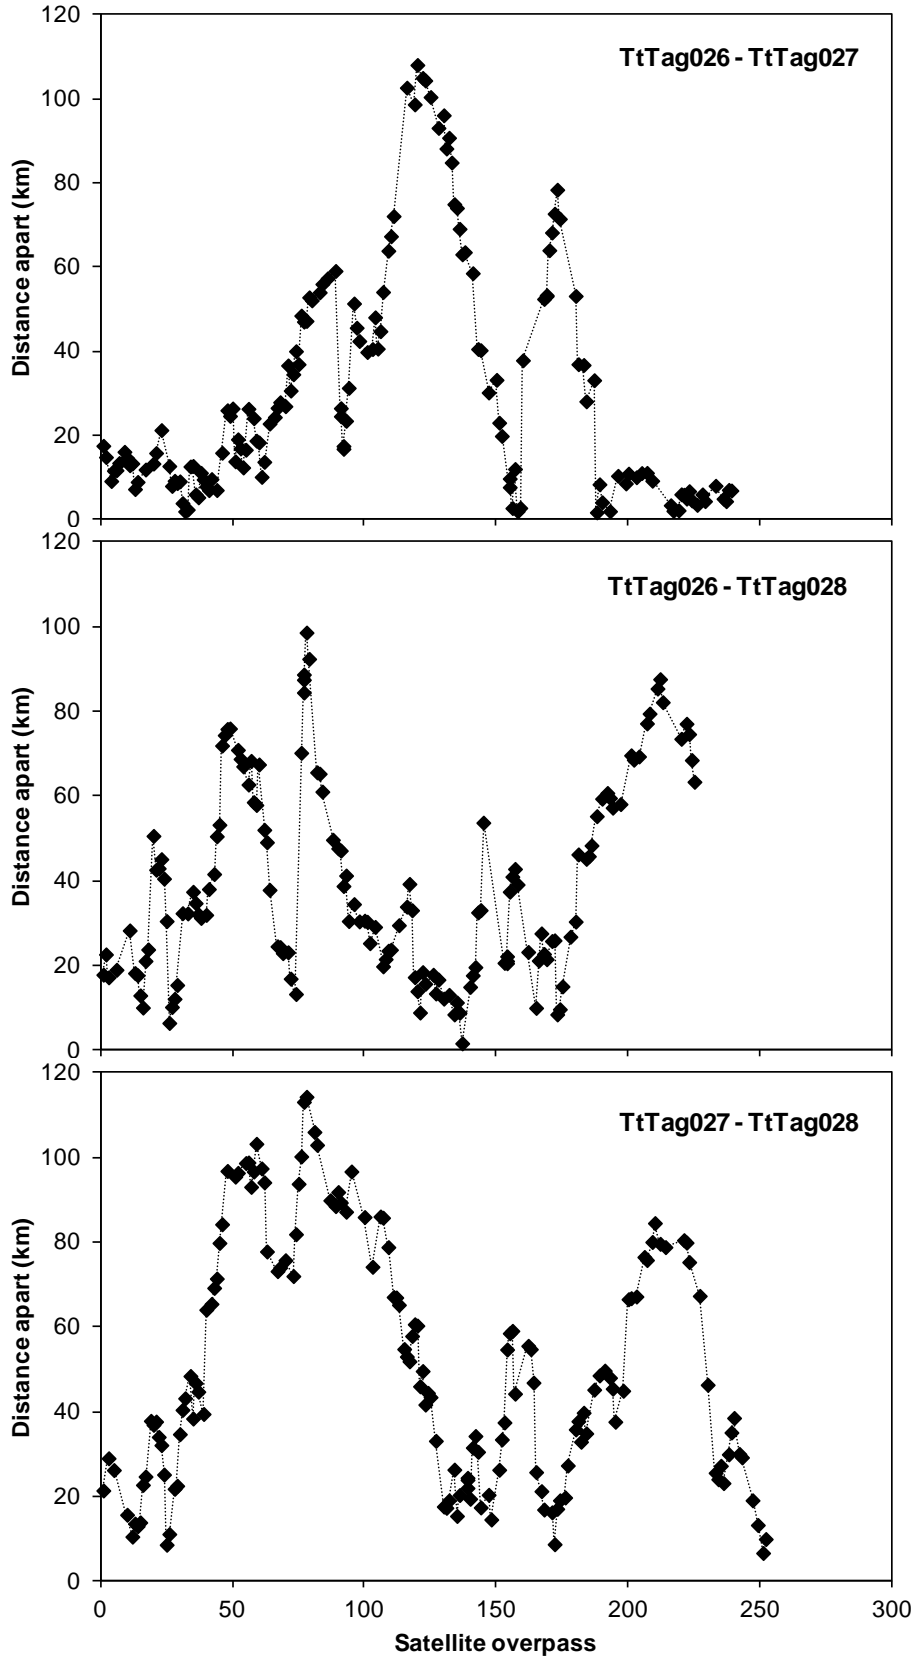 120
TtTag026 - TtTag027
100
80
60
40
20
0
Distance apart (km)
120
TtTag026 - TtTag028
100
80
60
40
20
0
Distance apart (km)
120
TtTag027 - TtTag028
100
80
60
40
20
0
Distance apart (km)
0 50 100 150 200 250 300
Satellite overpass